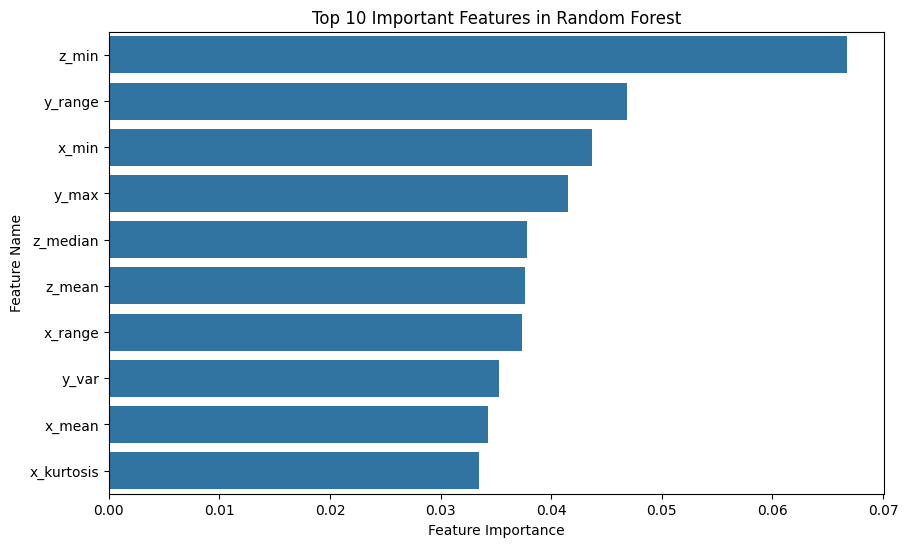 Top 10 Important Features in Random Forest
Feature Name
z_min
y_range
x_min
y_max
z_median
z_mean
x_range
y_var
x_mean
x_kurtosis
0.00 0.01 0.02 0.03 0.04 0.05 0.06 0.07
Feature Importance